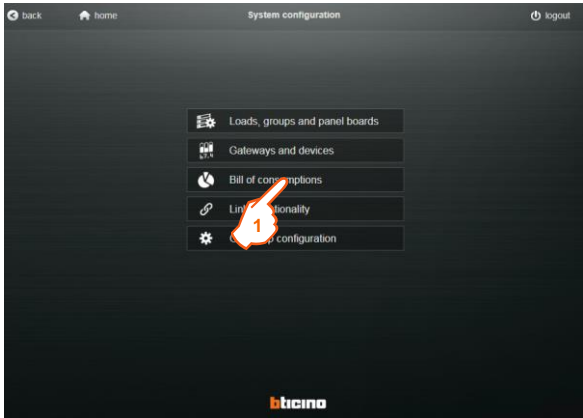 back home System configuration logout
Loads, groups and panel boards
Gateways and devices
Bill of consumptions
1
configuration
bticino